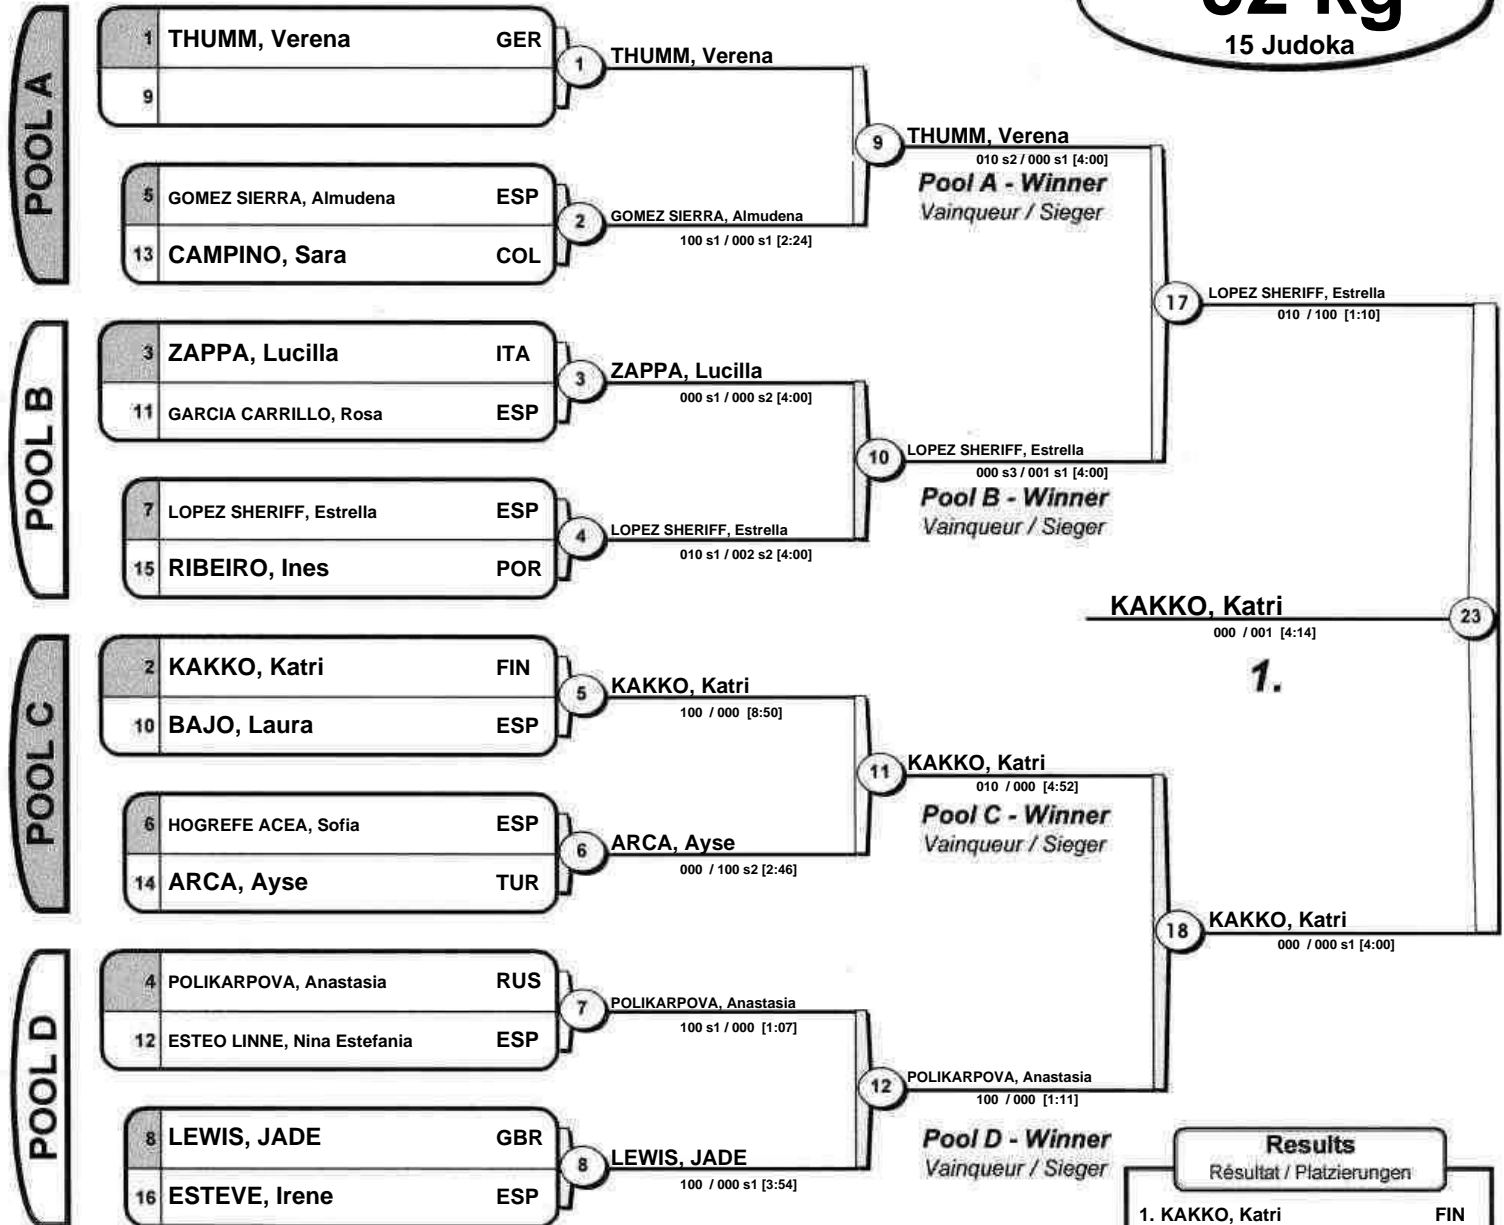 52 kg
15 Judoka
POOL A
1 THUMM, Verena GER
9
1 THUMM, Verena
5 GOMEZ SIERRA, Almudena ESP
13 CAMPINO, Sara COL
2 GOMEZ SIERRA, Almudena
100 s1 / 000 s1 [2:24]
9 THUMM, Verena
010 s2 / 000 s1 [4:00]
Pool A - Winner
Vainqueur / Sieger
POOL B
3 ZAPPA, Lucilla ITA
11 GARCIA CARRILLO, Rosa ESP
3 ZAPPA, Lucilla
000 s1 / 000 s2 [4:00]
7 LOPEZ SHERIFF, Estrella ESP
15 RIBEIRO, Ines POR
4 LOPEZ SHERIFF, Estrella
010 s1 / 002 s2 [4:00]
10 LOPEZ SHERIFF, Estrella
000 s3 / 001 s1 [4:00]
Pool B - Winner
Vainqueur / Sieger
17 LOPEZ SHERIFF, Estrella
010 / 100 [1:10]
KAKKO, Katri 23
000 / 001 [4:14]
1.
POOL C
2 KAKKO, Katri FIN
10 BAJO, Laura ESP
5 KAKKO, Katri
100 / 000 [8:50]
6 HOGREFE ACEA, Sofia ESP
14 ARCA, Ayse TUR
6 ARCA, Ayse
000 / 100 s2 [2:46]
11 KAKKO, Katri
010 / 000 [4:52]
Pool C - Winner
Vainqueur / Sieger
18 KAKKO, Katri
000 / 000 s1 [4:00]
POOL D
4 POLIKARPOVA, Anastasia RUS
12 ESTEO LINNE, Nina Estefania ESP
7 POLIKARPOVA, Anastasia
100 s1 / 000 [1:07]
8 LEWIS, JADE GBR
16 ESTEVE, Irene ESP
8 LEWIS, JADE
100 / 000 s1 [3:54]
12 POLIKARPOVA, Anastasia
100 / 000 [1:11]
Pool D - Winner
Vainqueur / Sieger
Results
Résultat / Platzierungen
1. KAKKO, Katri FIN